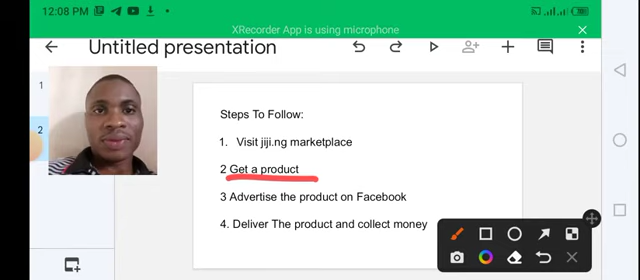 12:08 PM
XRecorder App is using microphone
Untitled presentation
1
2
Steps To Follow:
1. Visit jiji.ng marketplace
2 Get a product
3 Advertise the product on Facebook
4. Deliver The product and collect money